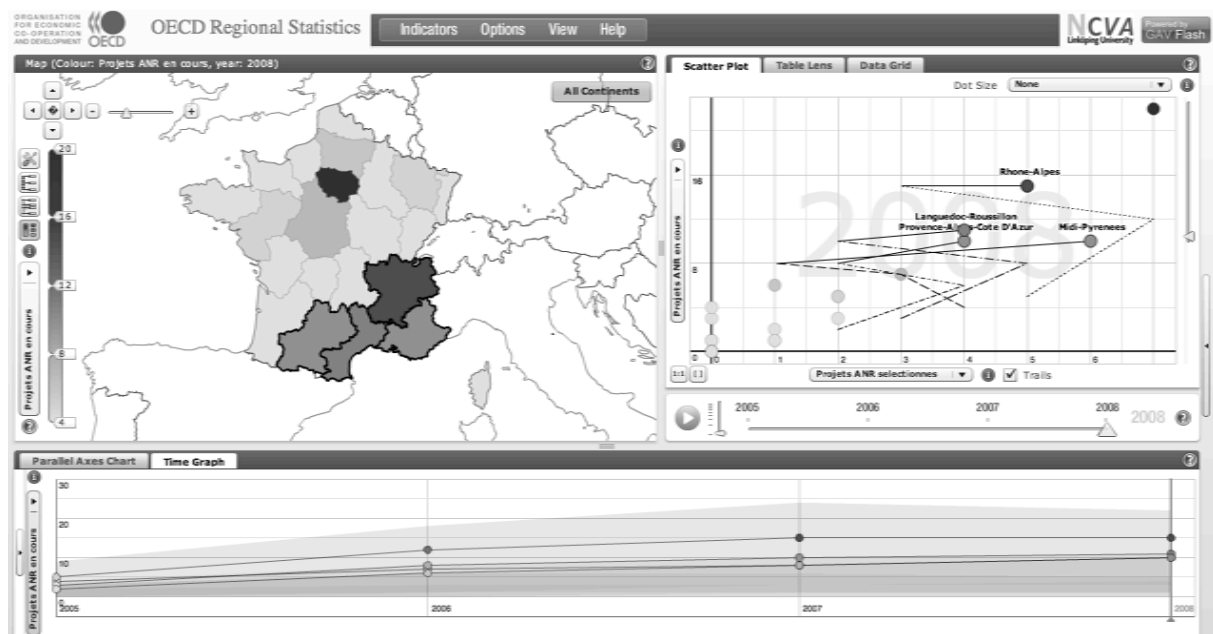 ORGANISATION
FOR ECONOMIC
CO-OPERATION
AND DEVELOPMENT
OECD
OECD Regional Statistics
Indicators Options View Help
NCVA
Linköping University
Powered by
GAV Flash
Map (Colour: Projets ANR en cours, year: 2008)
All Continents
20
16
12
8
4
Projets ANR en cours
Scatter Plot Table Lens Data Grid
Dot Size None
2008
16
8
0
Rhone-Alpes
Languedoc-Roussillon
Provence-Alpes-Cote D'Azur
Midi-Pyrenees
Projets ANR en cours
0 1 2 3 4 5 6
1:1 [ ]
Projets ANR selectionnes
Trails
2005 2006 2007 2008
2008
Parallel Axes Chart Time Graph
30
20
10
0
Projets ANR en cours
2005 2006 2007 2008